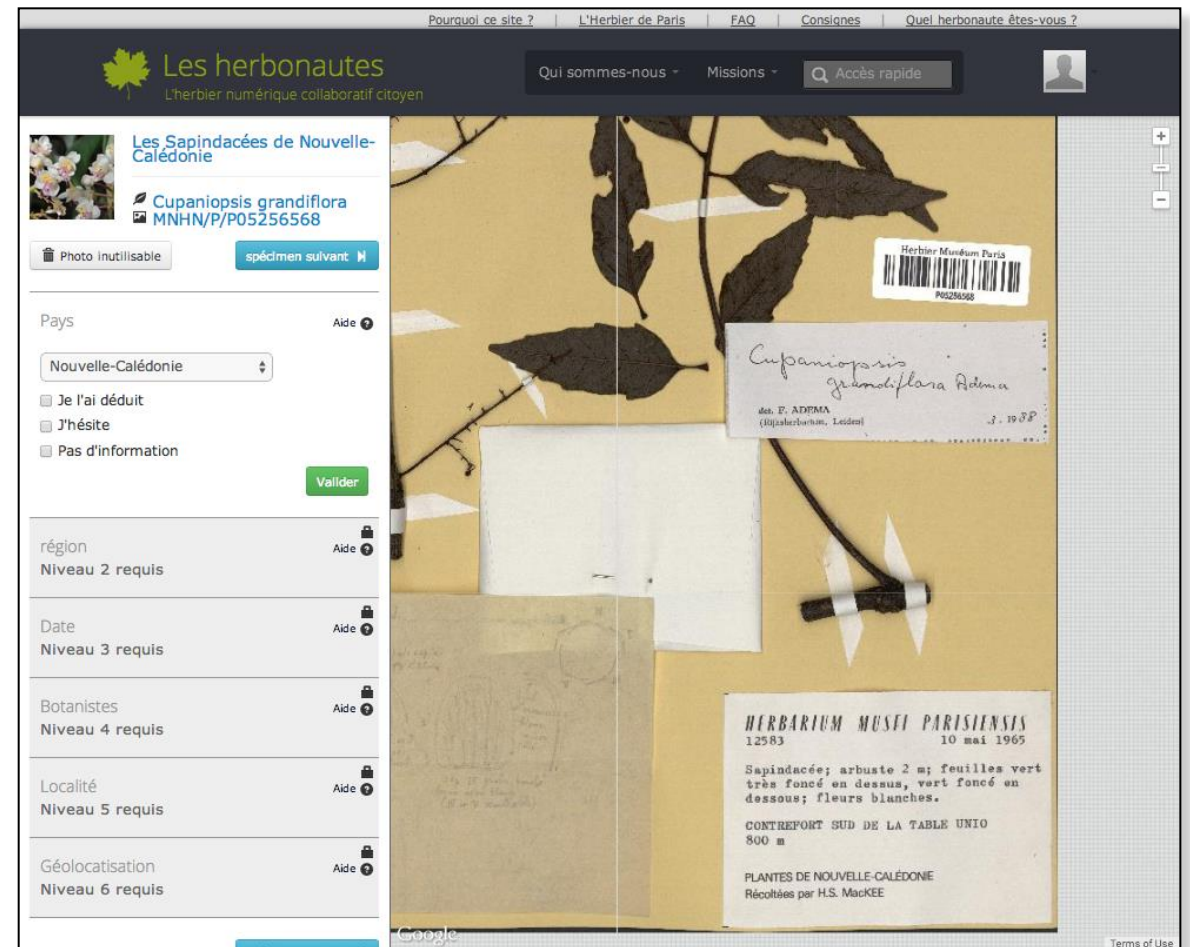 Pourquoi ce site ? | L'Herbier de Paris | FAQ | Consignes | Quel herbonaute êtes-vous ?
Les herbonautes
L'herbier numérique collaboratif citoyen
Qui sommes-nous
Missions
Accès rapide
Les Sapindacées de Nouvelle-
Calédonie
Cupaniopsis grandiflora
MNHN/P/P05256568
Photo inutilisable
spécimen suivant
Pays
Aide
Nouvelle-Calédonie
Je l'ai déduit
J'hésite
Pas d'information
Valider
région
Aide
Niveau 2 requis
Date
Aide
Niveau 3 requis
Botanistes
Aide
Niveau 4 requis
Localité
Aide
Niveau 5 requis
Géolocatisation
Aide
Niveau 6 requis
Herbier Muséum Paris
P05256568
Cupaniopsis
grandiflora Adema
det. F. ADEMA
(Rijksherbarium, Leiden)
3. 1988
HERBARIUM MUSEI PARISIENSIS
12583 10 mai 1965
Sapindacée; arbuste 2 m; feuilles vert
très foncé en dessus, vert foncé en
dessous; fleurs blanches.
CONTREFORT SUD DE LA TABLE UNIO
800 m
PLANTES DE NOUVELLE-CALÉDONIE
Récoltées par H.S. MacKEE
Google
Terms of Use